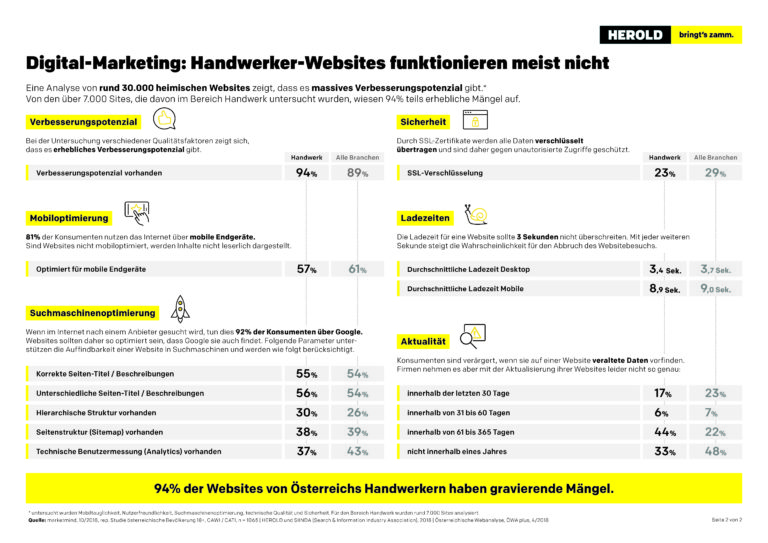 HEROLD bringt's zamm.
Digital-Marketing: Handwerker-Websites funktionieren meist nicht
Eine Analyse von rund 30.000 heimischen Websites zeigt, dass es massives Verbesserungspotenzial gibt.*
Von den über 7.000 Sites, die davon im Bereich Handwerk untersucht wurden, wiesen 94% teils erhebliche Mängel auf.
Verbesserungspotenzial
Bei der Untersuchung verschiedener Qualitätsfaktoren zeigt sich,
dass es erhebliches Verbesserungspotenzial gibt.
Handwerk Alle Branchen
Verbesserungspotenzial vorhanden 94% 89%
Mobiloptimierung
81% der Konsumenten nutzen das Internet über mobile Endgeräte.
Sind Websites nicht mobiloptimiert, werden Inhalte nicht leserlich dargestellt.
Optimiert für mobile Endgeräte 57% 61%
Suchmaschinenoptimierung
Wenn im Internet nach einem Anbieter gesucht wird, tun dies 92% der Konsumenten über Google.
Websites sollten daher so optimiert sein, dass Google sie auch findet. Folgende Parameter unter-
stützen die Auffindbarkeit einer Website in Suchmaschinen und werden wie folgt berücksichtigt.
Korrekte Seiten-Titel / Beschreibungen 55% 54%
Unterschiedliche Seiten-Titel / Beschreibungen 56% 54%
Hierarchische Struktur vorhanden 30% 26%
Seitenstruktur (Sitemap) vorhanden 38% 39%
Technische Benutzermessung (Analytics) vorhanden 37% 43%
Sicherheit
Durch SSL-Zertifikate werden alle Daten verschlüsselt
übertragen und sind daher gegen unautorisierte Zugriffe geschützt.
Handwerk Alle Branchen
SSL-Verschlüsselung 23% 29%
Ladezeiten
Die Ladezeit für eine Website sollte 3 Sekunden nicht überschreiten. Mit jeder weiteren
Sekunde steigt die Wahrscheinlichkeit für den Abbruch des Websitebesuchs.
Durchschnittliche Ladezeit Desktop 3,4 Sek. 3,7 Sek.
Durchschnittliche Ladezeit Mobile 8,9 Sek. 9,0 Sek.
Aktualität
Konsumenten sind verärgert, wenn sie auf einer Website veraltete Daten vorfinden.
Firmen nehmen es aber mit der Aktualisierung ihrer Websites leider nicht so genau:
innerhalb der letzten 30 Tage 17% 23%
innerhalb von 31 bis 60 Tagen 6% 7%
innerhalb von 61 bis 365 Tagen 44% 22%
nicht innerhalb eines Jahres 33% 48%
94% der Websites von Österreichs Handwerkern haben gravierende Mängel.
* untersucht wurden Mobiltauglichkeit, Nutzerfreundlichkeit, Suchmaschinenoptimierung, technische Qualität und Sicherheit. Für den Bereich Handwerk wurden rund 7.000 Sites analysiert.
Quelle: marketmind, 10/2018, rep. Studie österreichische Bevölkerung 18+, CAWI / CATI, n = 1065 | HEROLD und SIINDA (Search & Information Industry Association), 2018 | Österreichische Webanalyse, ÖWA plus, 4/2018
Seite 2 von 2